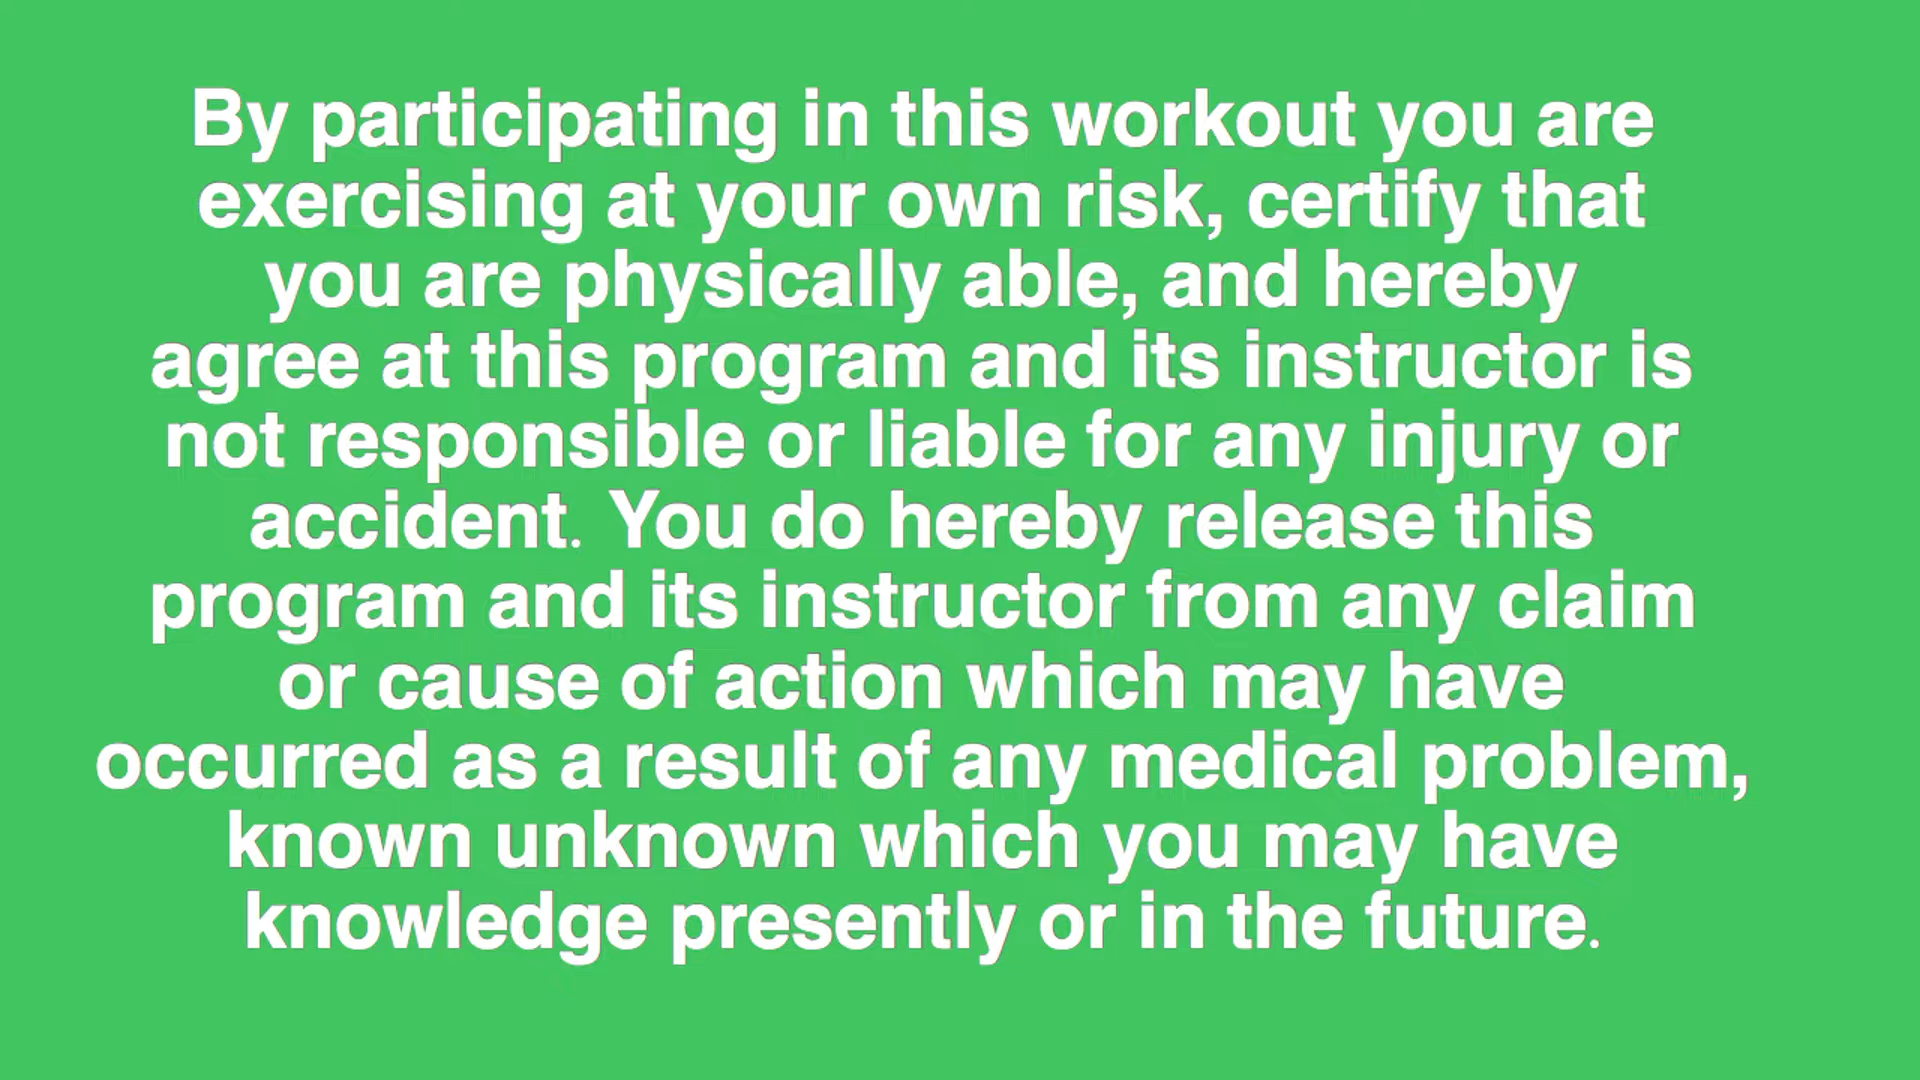 By participating in this workout you are
exercising at your own risk, certify that
you are physically able, and hereby
agree at this program and its instructor is
not responsible or liable for any injury or
accident. You do hereby release this
program and its instructor from any claim
or cause of action which may have
occurred as a result of any medical problem,
known unknown which you may have
knowledge presently or in the future.